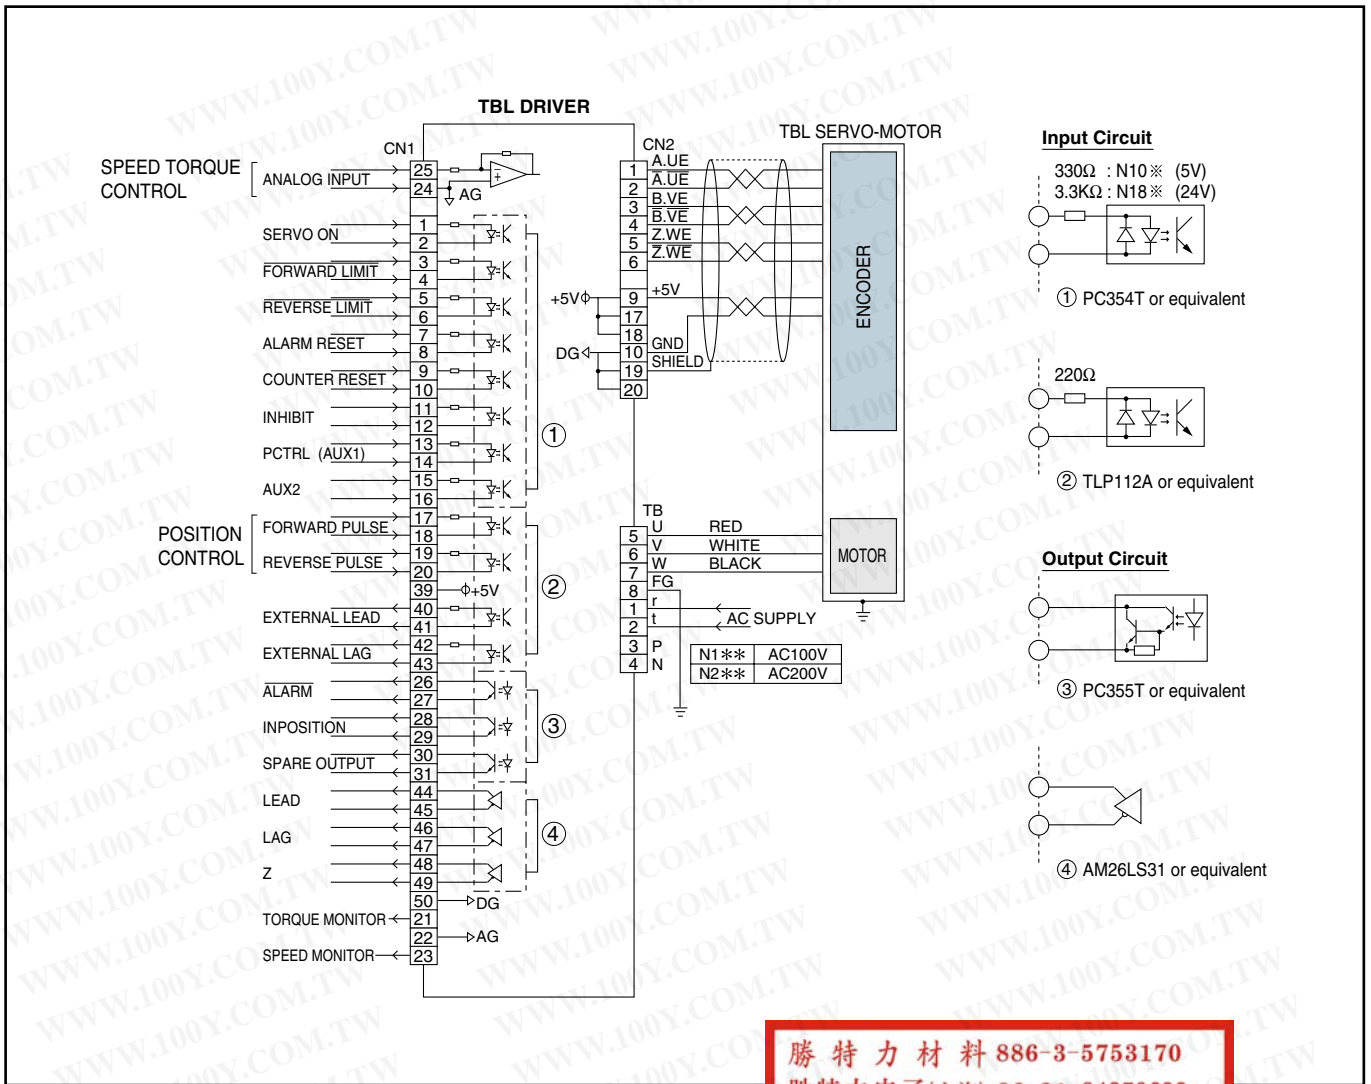 TBL DRIVER
CN1
SPEED TORQUE
CONTROL
ANALOG INPUT
25
24
AG
SERVO ON
1
2
FORWARD LIMIT
3
4
REVERSE LIMIT
5
6
ALARM RESET
7
8
COUNTER RESET
9
10
INHIBIT
11
12
PCTRL (AUX1)
13
14
AUX2
15
16
①
POSITION
CONTROL
FORWARD PULSE
17
18
REVERSE PULSE
19
20
39
+5V
EXTERNAL LEAD
40
41
EXTERNAL LAG
42
43
②
ALARM
26
27
INPOSITION
28
29
SPARE OUTPUT
30
31
③
LEAD
44
45
LAG
46
47
Z
48
49
④
50
DG
TORQUE MONITOR
21
22
AG
SPEED MONITOR
23
CN2
1 A.UE
2 A.UE
3 B.VE
4 B.VE
5 Z.WE
6 Z.WE
+5V
9 +5V
17
18
DG
10 GND
19 SHIELD
20
TBL SERVO-MOTOR
ENCODER
MOTOR
TB
5 U RED
6 V WHITE
7 W BLACK
8 FG
1 r
2 t
AC SUPPLY
3 P
4 N
N1** AC100V
N2** AC200V
Input Circuit
330Ω : N10※ (5V)
3.3KΩ : N18※ (24V)
① PC354T or equivalent
220Ω
② TLP112A or equivalent
Output Circuit
③ PC355T or equivalent
④ AM26LS31 or equivalent
WWW.100Y.COM.TW
勝 特 力 材 料 886-3-5753170